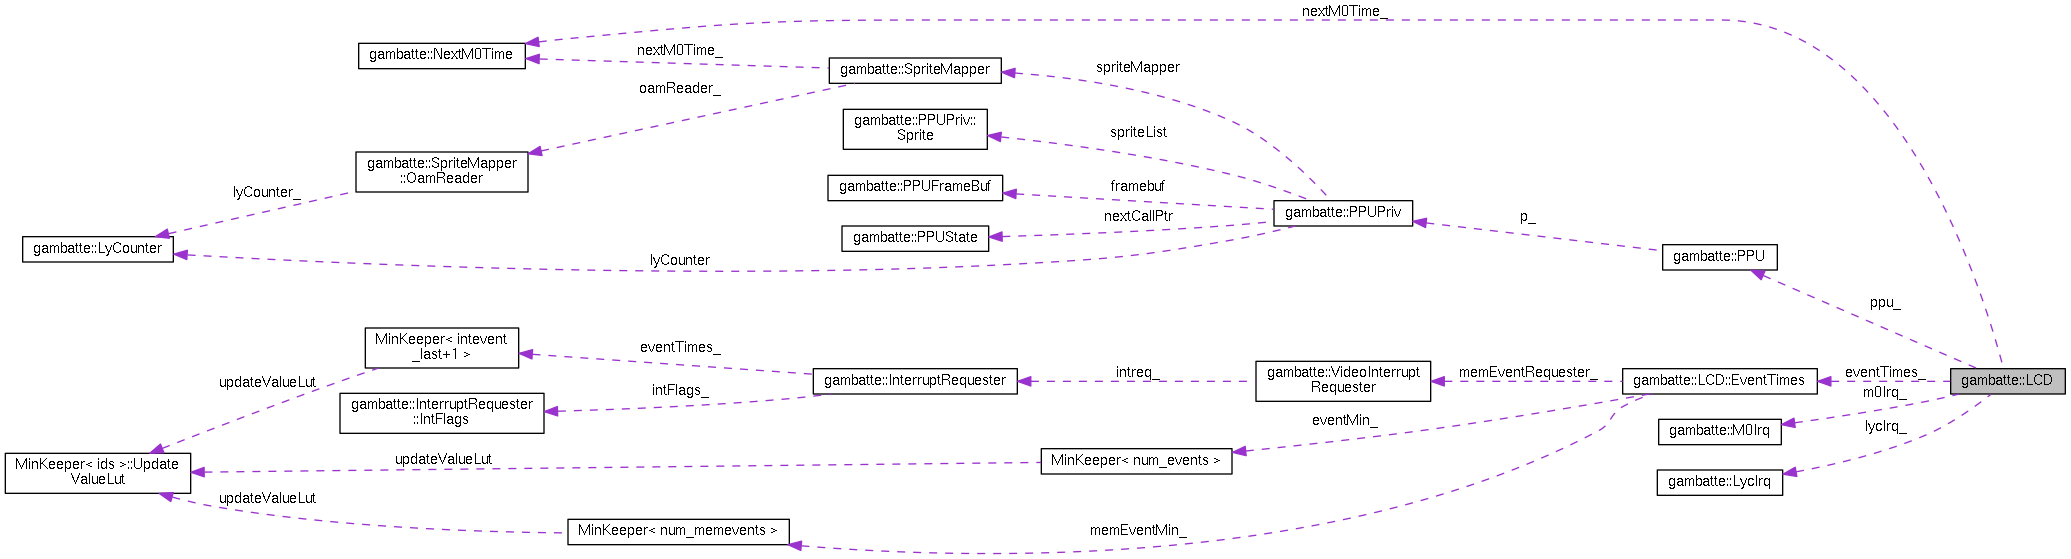 nextM0Time_
gambatte::NextM0Time
nextM0Time_
gambatte::SpriteMapper
spriteMapper
oamReader_
gambatte::PPUPriv::
Sprite
spriteList
gambatte::SpriteMapper
::OamReader
lyCounter_
gambatte::PPUFrameBuf
framebuf
gambatte::PPUPriv
nextCallPtr
p_
gambatte::PPUState
gambatte::LyCounter
lyCounter
gambatte::PPU
ppu_
MinKeeper< intevent
_last+1 >
eventTimes_
updateValueLut
gambatte::InterruptRequester
intreq_
gambatte::VideoInterrupt
Requester
memEventRequester_
gambatte::LCD::EventTimes
eventTimes_
gambatte::LCD
m0Irq_
intFlags_
gambatte::InterruptRequester
::IntFlags
eventMin_
gambatte::M0Irq
lycIrq_
MinKeeper< ids >::Update
ValueLut
updateValueLut
MinKeeper< num_events >
gambatte::LycIrq
updateValueLut
MinKeeper< num_memevents >
memEventMin_